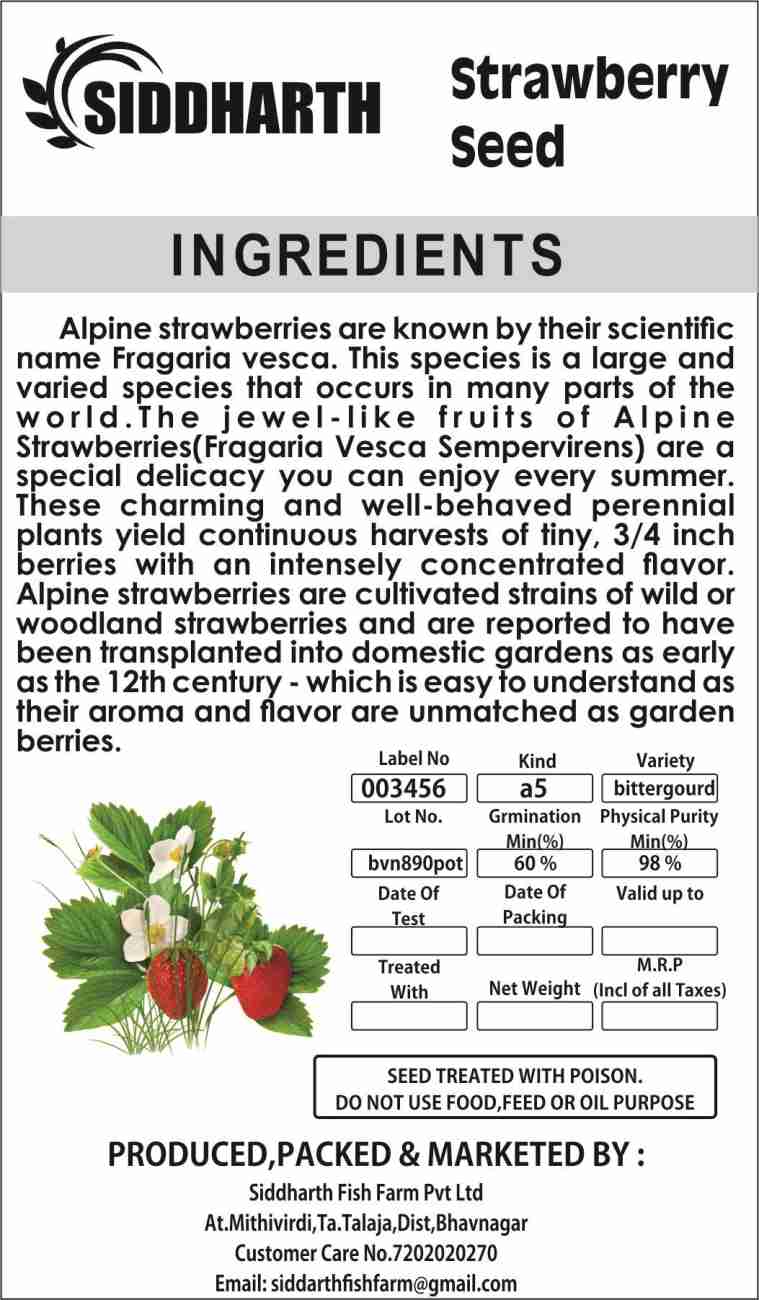 SIDDHARTH
Strawberry
Seed
INGREDIENTS
Alpine strawberries are known by their scientific
name Fragaria vesca. This species is a large and
varied species that occurs in many parts of the
world.The jewel-like fruits of Alpine
Strawberries(Fragaria Vesca Sempervirens) are a
special delicacy you can enjoy every summer.
These charming and well-behaved perennial
plants yield continuous harvests of tiny, 3/4 inch
berries with an intensely concentrated flavor.
Alpine strawberries are cultivated strains of wild or
woodland strawberries and are reported to have
been transplanted into domestic gardens as early
as the 12th century - which is easy to understand as
their aroma and flavor are unmatched as garden
berries.
Label No Kind Variety
003456 a5 bittergourd
Lot No. Grmination Physical Purity
Min(%) Min(%)
bvn890pot 60 % 98 %
Date Of Date Of Valid up to
Test Packing
Treated M.R.P
With Net Weight (Incl of all Taxes)
SEED TREATED WITH POISON.
DO NOT USE FOOD,FEED OR OIL PURPOSE
PRODUCED,PACKED & MARKETED BY :
Siddharth Fish Farm Pvt Ltd
At.Mithivirdi,Ta.Talaja,Dist,Bhavnagar
Customer Care No.7202020270
Email: siddarthfishfarm@gmail.com